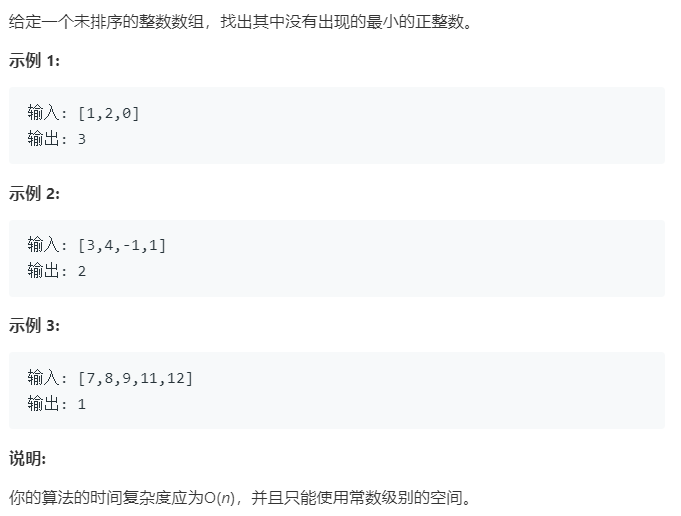 给定一个未排序的整数数组，找出其中没有出现的最小的正整数。
示例 1:
输入: [1,2,0]
输出: 3
示例 2:
输入: [3,4,-1,1]
输出: 2
示例 3:
输入: [7,8,9,11,12]
输出: 1
说明:
你的算法的时间复杂度应为O(n)，并且只能使用常数级别的空间。